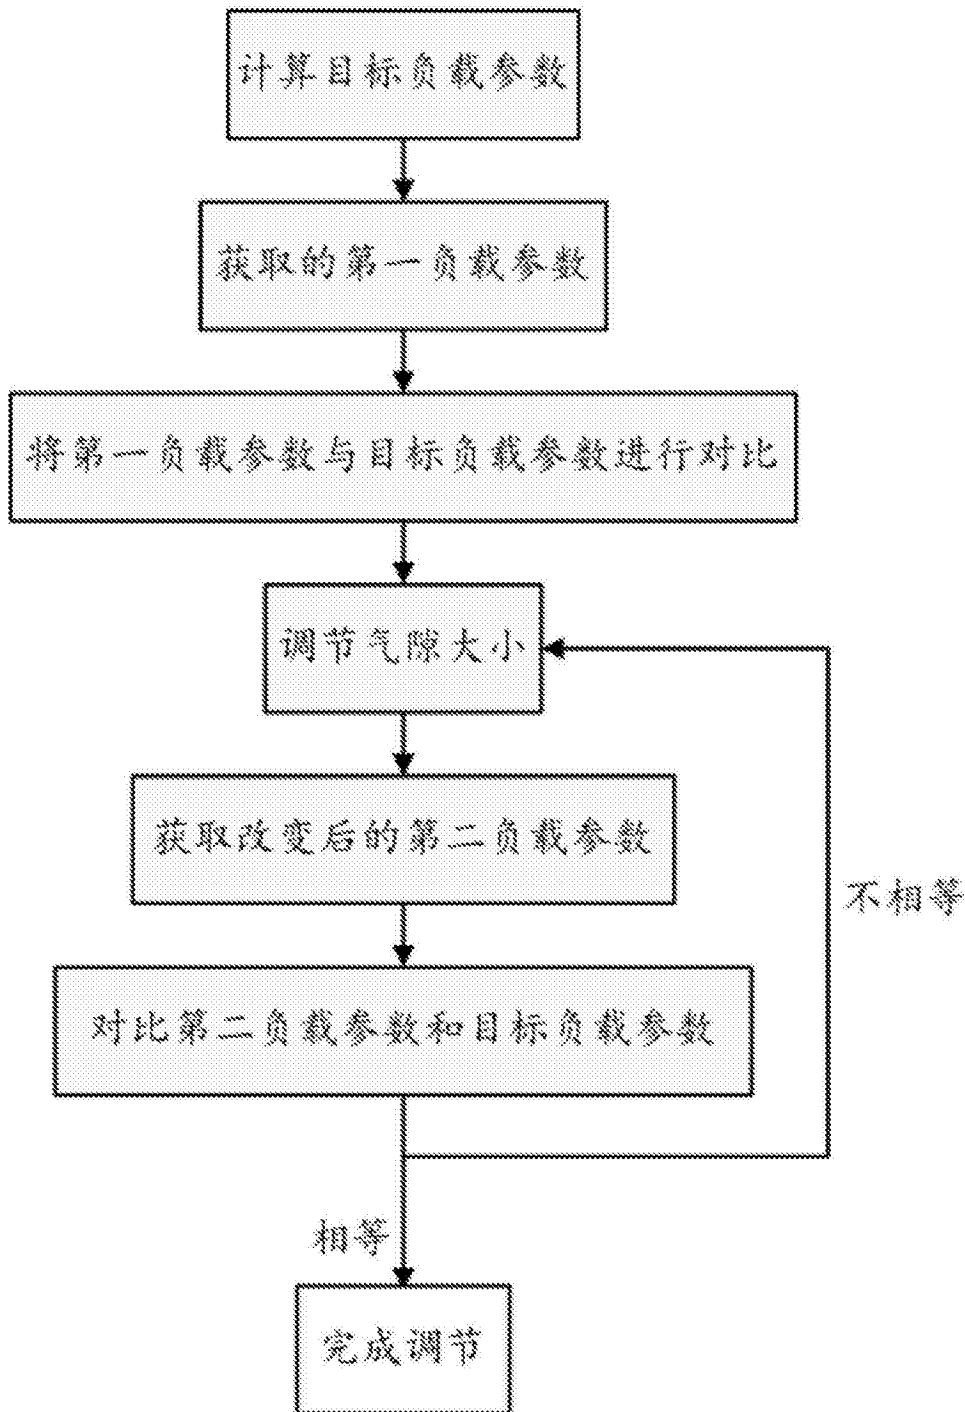 计算目标负载参数
获取的第一负载参数
将第一负载参数与目标负载参数进行对比
调节气隙大小
获取改变后的第二负载参数
不相等
对比第二负载参数和目标负载参数
相等
完成调节